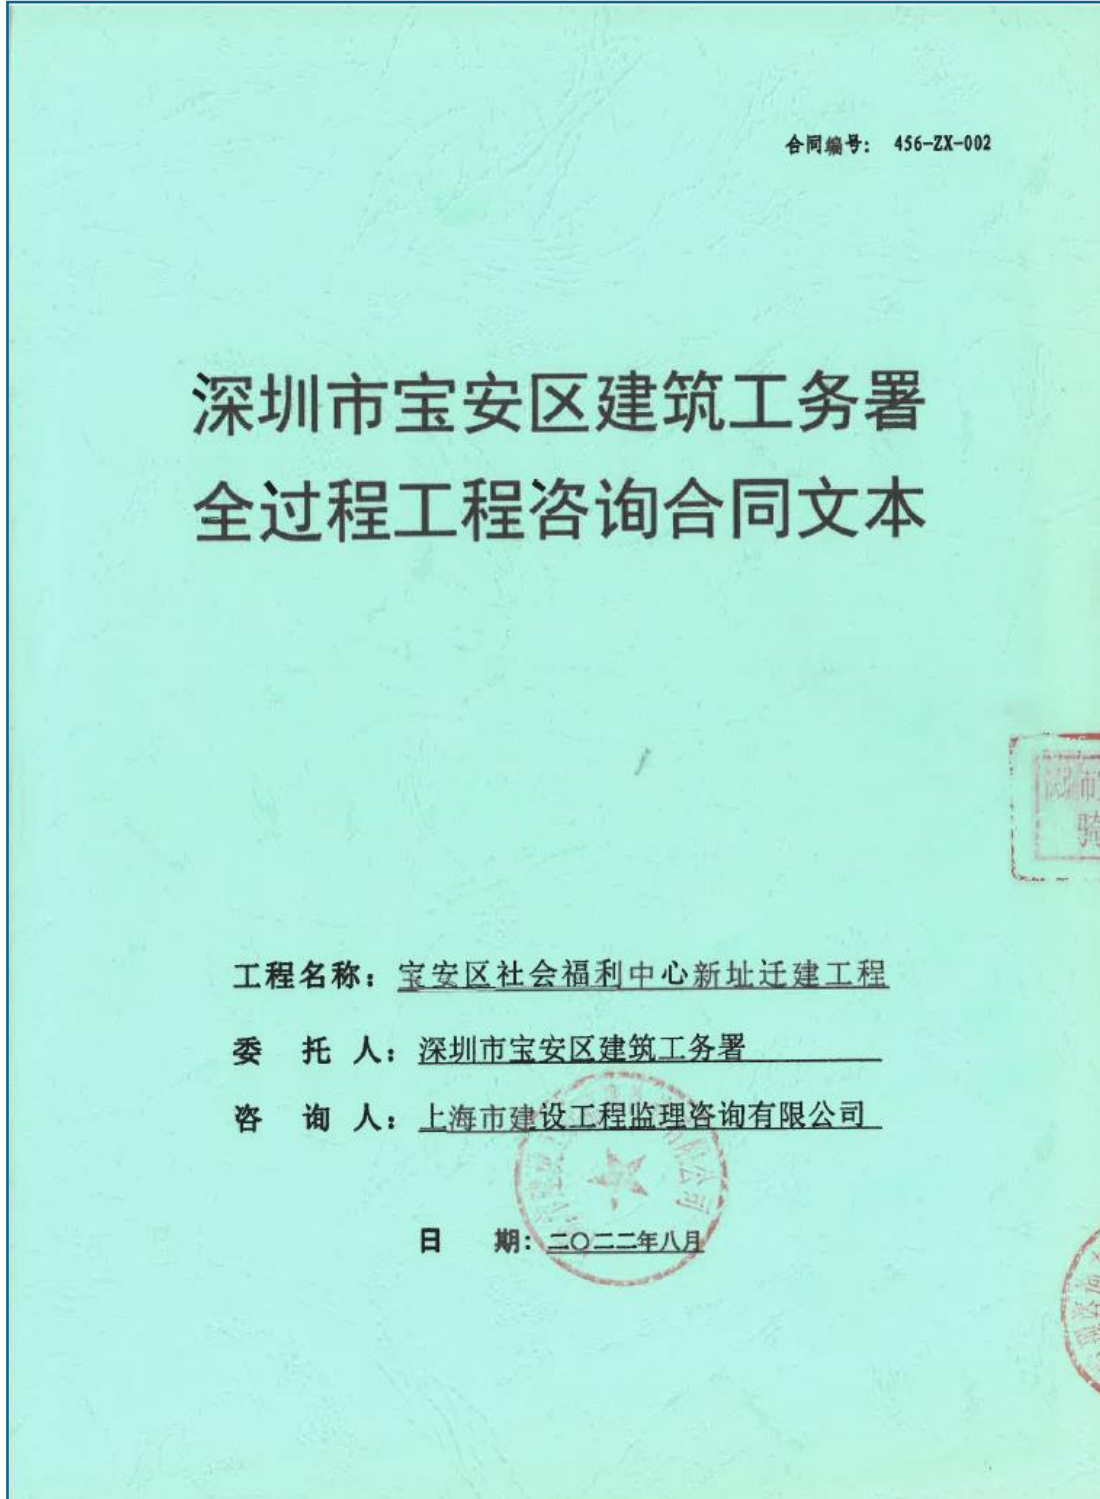 合同编号: 456-ZX-002
深圳市宝安区建筑工务署
全过程工程咨询合同文本
工程名称: 宝安区社会福利中心新址迁建工程
委 托 人: 深圳市宝安区建筑工务署
咨 询 人: 上海市建设工程监理咨询有限公司
日 期: 二〇二二年八月